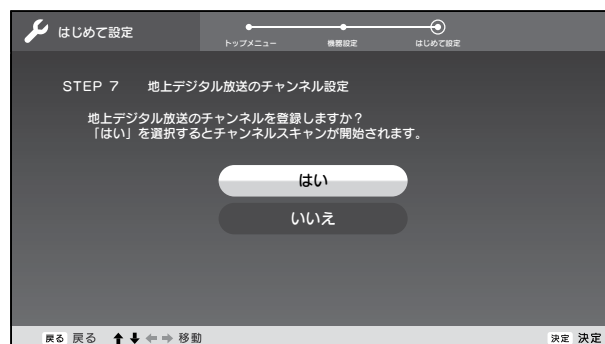 はじめて設定
トップメニュー 機器設定 はじめて設定
STEP 7 地上デジタル放送のチャンネル設定
地上デジタル放送のチャンネルを登録しますか？
「はい」を選択するとチャンネルスキャンが開始されます。
はい
いいえ
戻る 戻る ↑↓←→ 移動 決定 決定